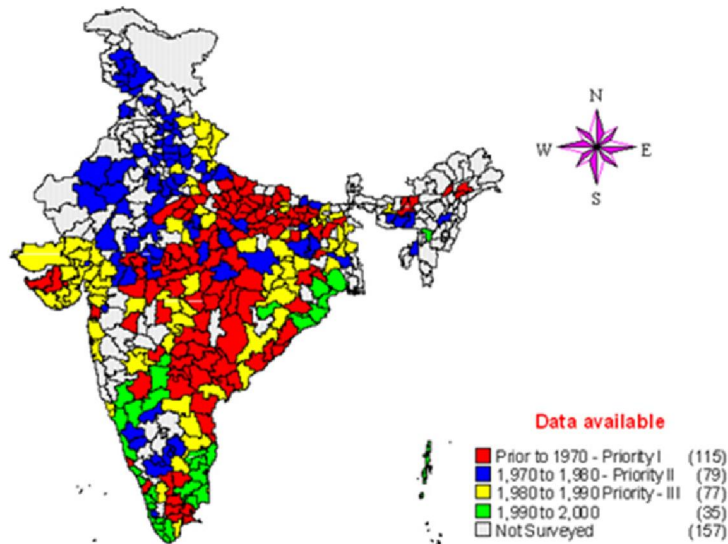 N
W E
S
Data available
Prior to 1970 - Priority I (115)
1,970 to 1,980 - Priority II (79)
1,980 to 1,990 Priority - III (77)
1,990 to 2,000 (35)
Not Surveyed (157)